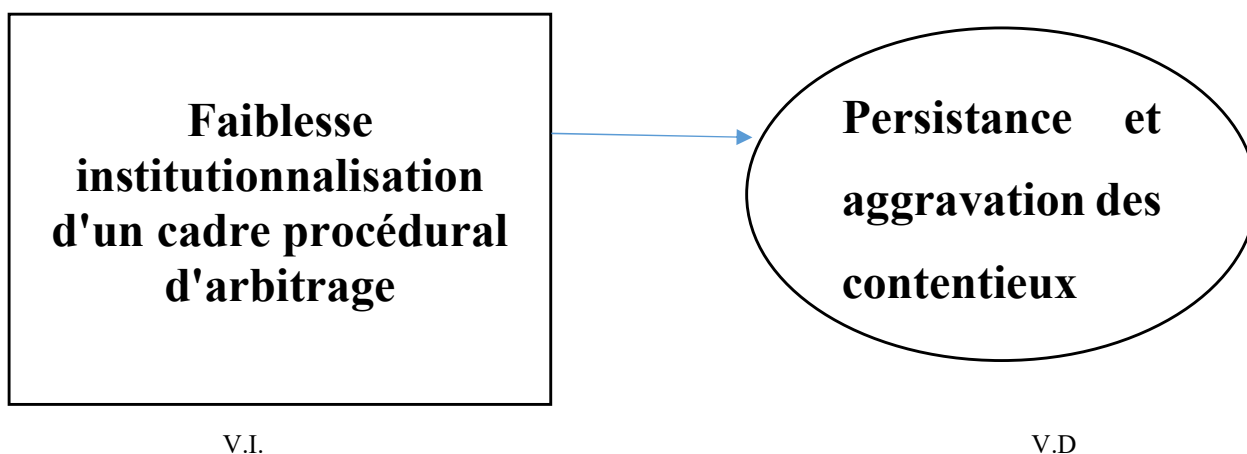 Faiblesse
institutionnalisation
d'un cadre procédural
d'arbitrage
Persistance et
aggravation des
contentieux
V.I.
V.D